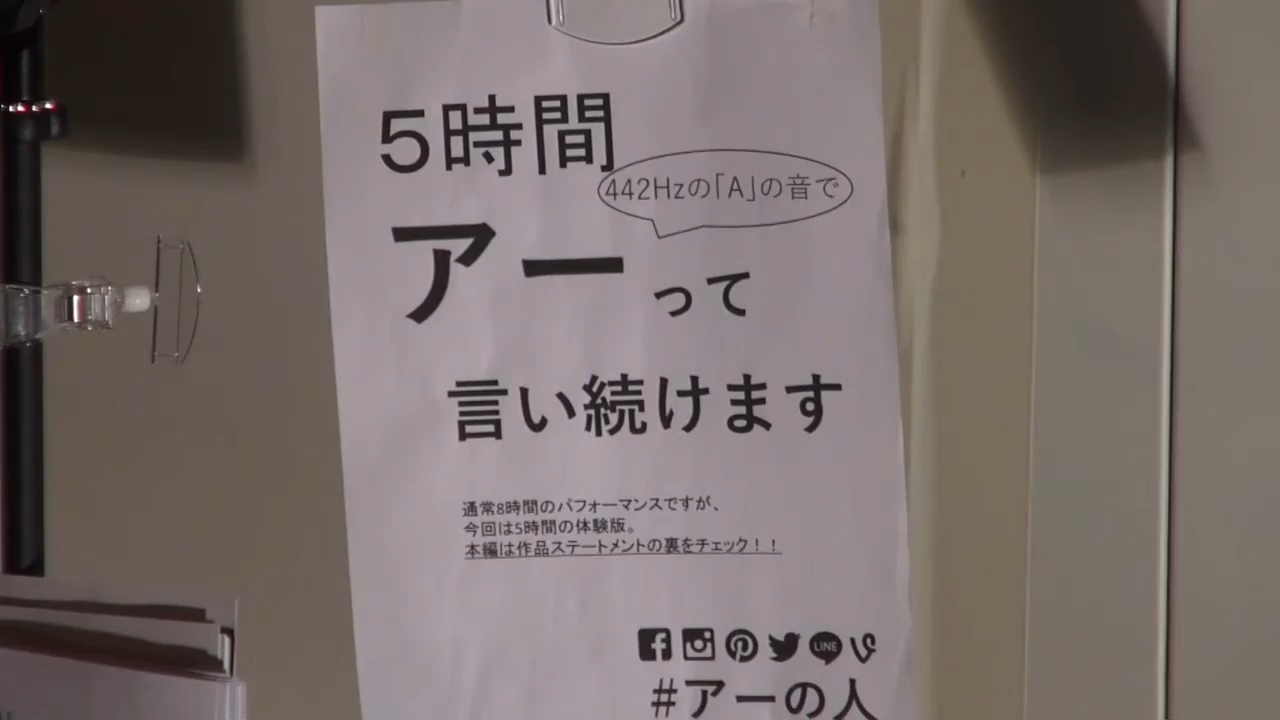 5時間
442Hzの「A」の音で
アーって
言い続けます
通常8時間のパフォーマンスですが、
今回は5時間の体験版。
本編は作品ステートメントの裏をチェック！！
LINE
#アーの人